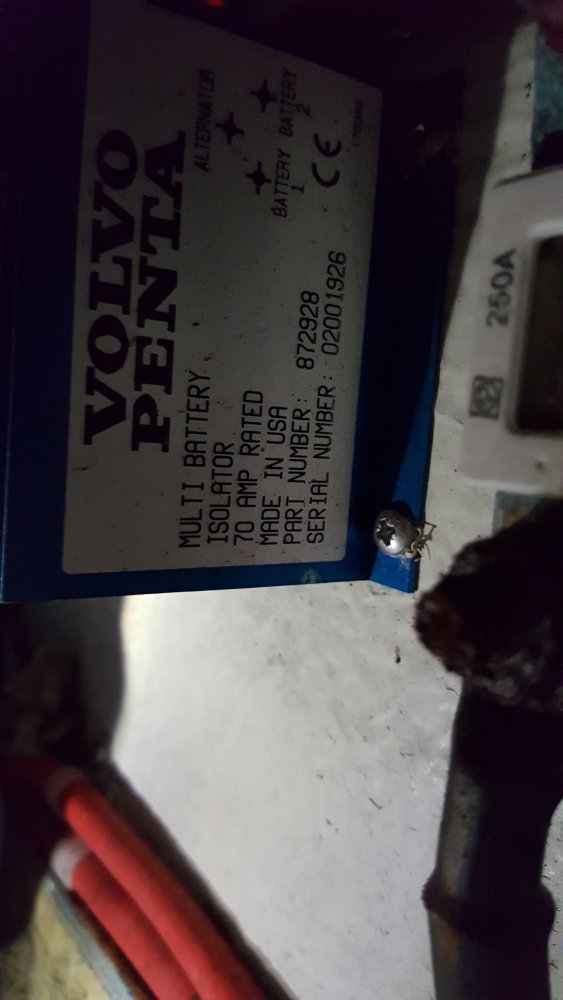 VOLVO
PENTA
ALTERNATOR
BATTERY
1
BATTERY
2
MULTI BATTERY
ISOLATOR
70 AMP RATED
MADE IN USA
PART NUMBER: 872928
SERIAL NUMBER: 02001926
CE
250A